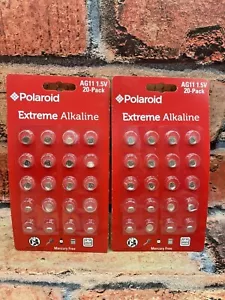 AG11 1.5V
20-Pack
Polaroid
Extreme Alkaline
Mercury Free
AG11 1.5V
20-Pack
Polaroid
Extreme Alkaline
Mercury Free